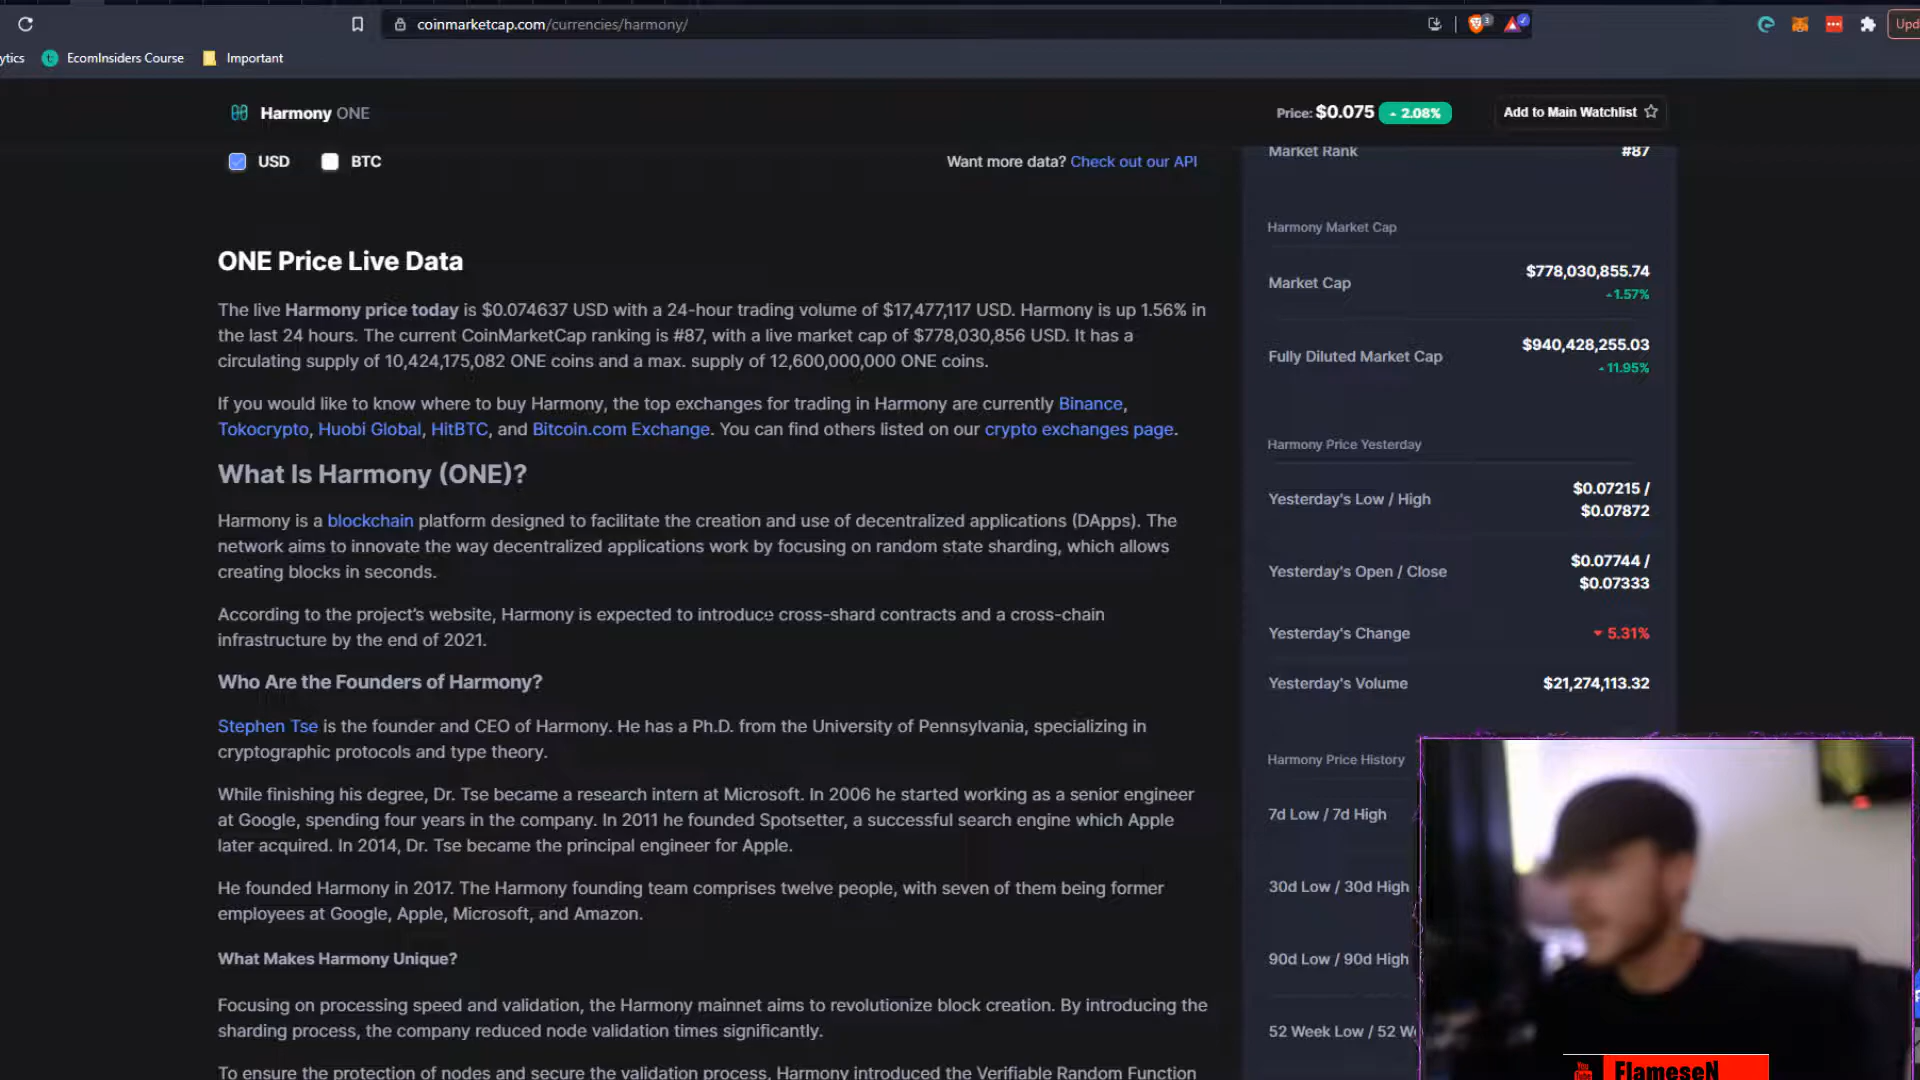 coinmarketcap.com/currencies/harmony/
3
Upd
ytics
EcomInsiders Course
Important
Harmony ONE
Price: $0.075
2.08%
Add to Main Watchlist
USD
BTC
Want more data? Check out our API
Market Rank
#87
Harmony Market Cap
ONE Price Live Data
Market Cap
$778,030,855.74
1.57%
The live Harmony price today is $0.074637 USD with a 24-hour trading volume of $17,477,117 USD. Harmony is up 1.56% in
the last 24 hours. The current CoinMarketCap ranking is #87, with a live market cap of $778,030,856 USD. It has a
circulating supply of 10,424,175,082 ONE coins and a max. supply of 12,600,000,000 ONE coins.
Fully Diluted Market Cap
$940,428,255.03
11.95%
If you would like to know where to buy Harmony, the top exchanges for trading in Harmony are currently Binance,
Tokocrypto, Huobi Global, HitBTC, and Bitcoin.com Exchange. You can find others listed on our crypto exchanges page.
Harmony Price Yesterday
What Is Harmony (ONE)?
Yesterday's Low / High
$0.07215 /
$0.07872
Harmony is a blockchain platform designed to facilitate the creation and use of decentralized applications (DApps). The
network aims to innovate the way decentralized applications work by focusing on random state sharding, which allows
creating blocks in seconds.
Yesterday's Open / Close
$0.07744 /
$0.07333
According to the project's website, Harmony is expected to introduce cross-shard contracts and a cross-chain
infrastructure by the end of 2021.
Yesterday's Change
5.31%
Who Are the Founders of Harmony?
Yesterday's Volume
$21,274,113.32
Stephen Tse is the founder and CEO of Harmony. He has a Ph.D. from the University of Pennsylvania, specializing in
cryptographic protocols and type theory.
Harmony Price History
While finishing his degree, Dr. Tse became a research intern at Microsoft. In 2006 he started working as a senior engineer
at Google, spending four years in the company. In 2011 he founded Spotsetter, a successful search engine which Apple
later acquired. In 2014, Dr. Tse became the principal engineer for Apple.
7d Low / 7d High
He founded Harmony in 2017. The Harmony founding team comprises twelve people, with seven of them being former
employees at Google, Apple, Microsoft, and Amazon.
30d Low / 30d High
What Makes Harmony Unique?
90d Low / 90d High
Focusing on processing speed and validation, the Harmony mainnet aims to revolutionize block creation. By introducing the
sharding process, the company reduced node validation times significantly.
52 Week Low / 52 W
To ensure the protection of nodes and secure the validation process, Harmony introduced the Verifiable Random Function
FlameseN